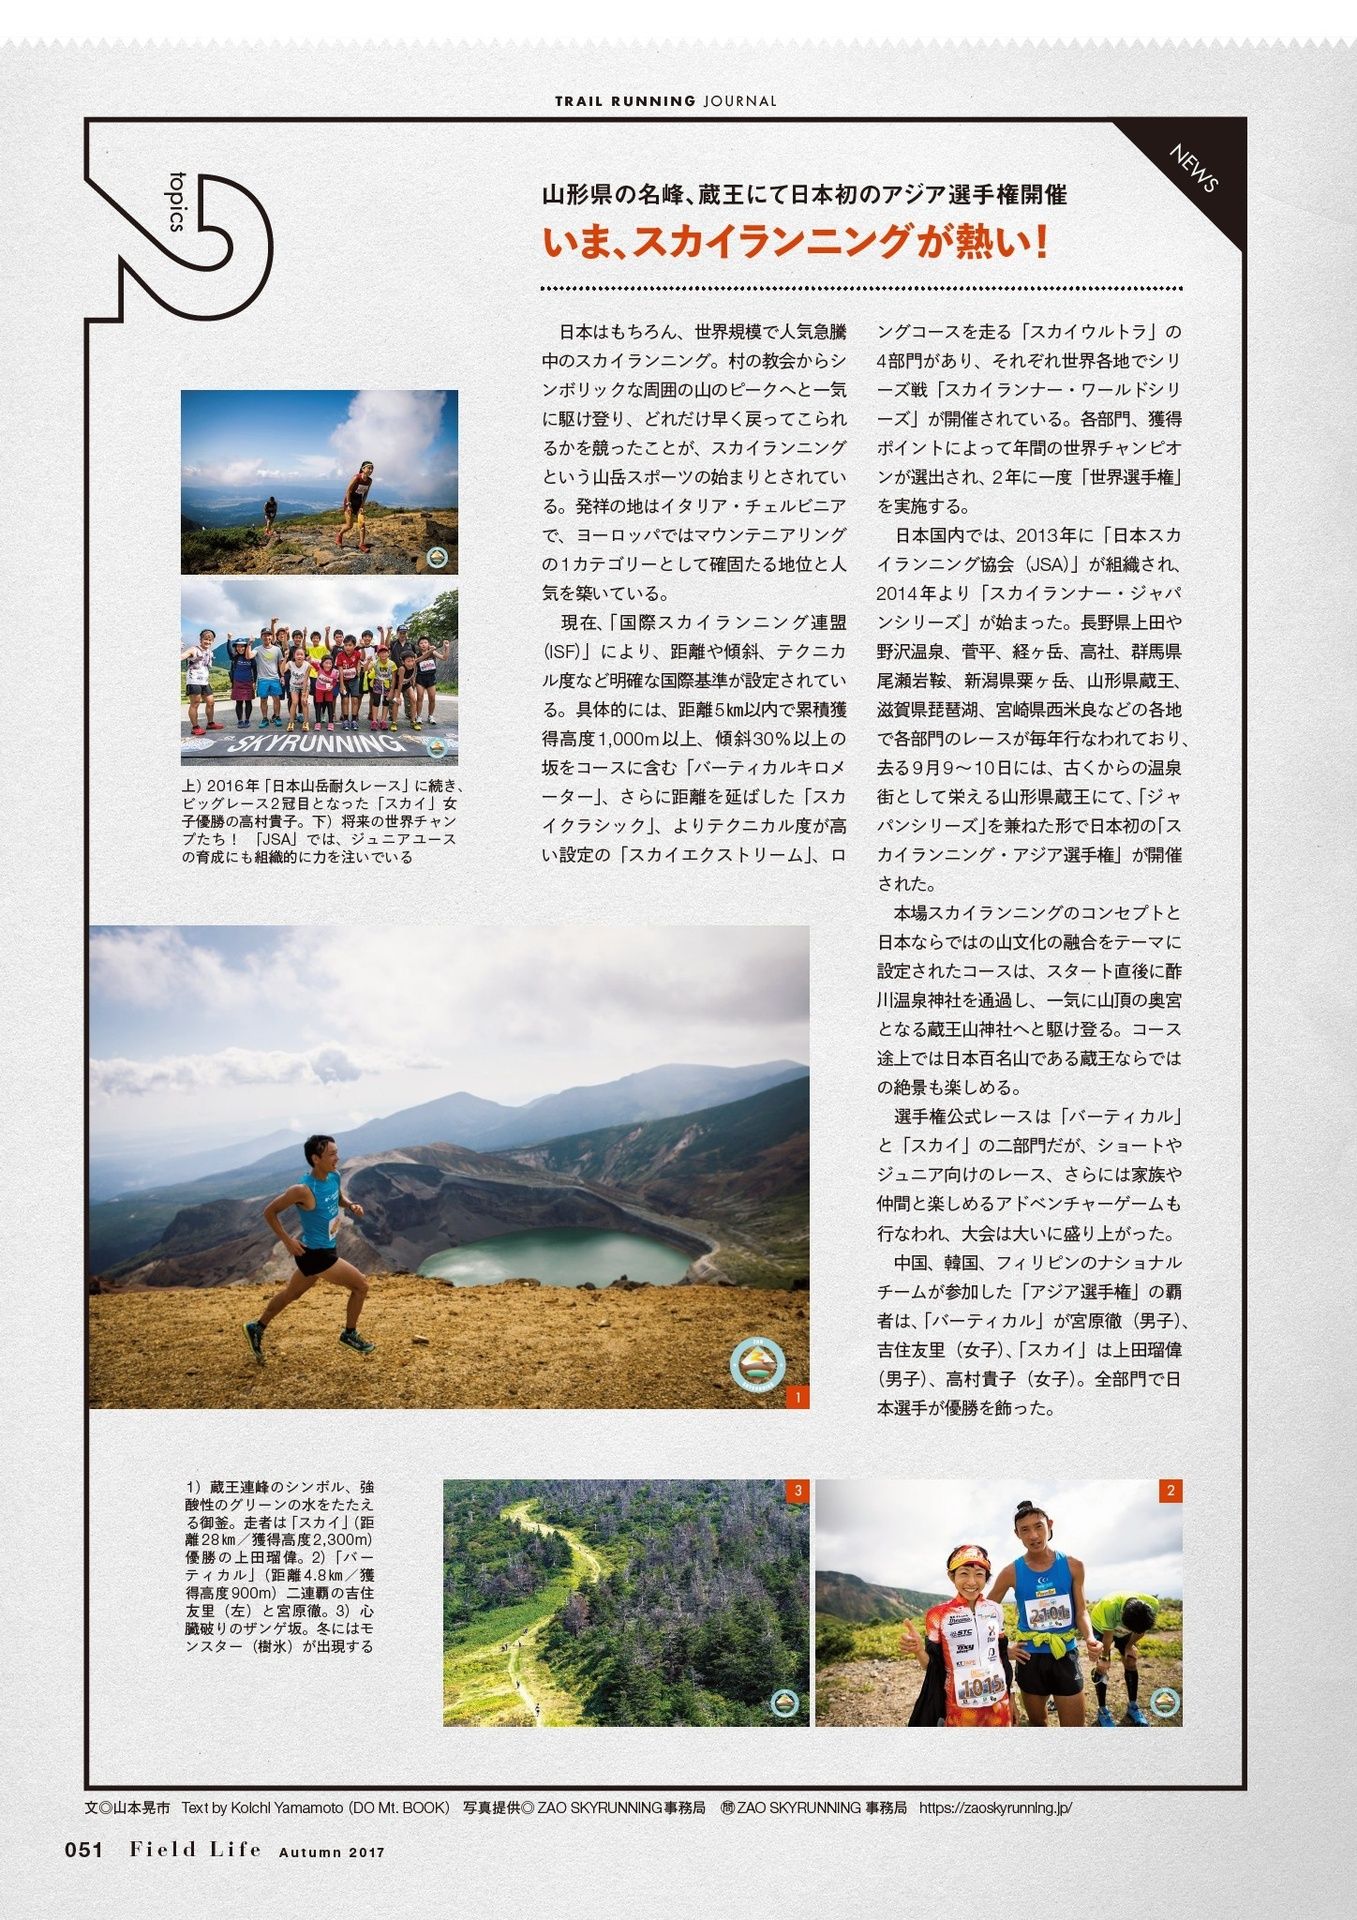 TRAIL RUNNING JOURNAL
NEWS
topics
2
山形県の名峰、蔵王にて日本初のアジア選手権開催
いま、スカイランニングが熱い！
日本はもちろん、世界規模で人気急騰
中のスカイランニング。村の教会からシ
ンボリックな周囲の山のピークへと一気
に駆け登り、どれだけ早く戻ってこられ
るかを競ったことが、スカイランニング
という山岳スポーツの始まりとされてい
る。発祥の地はイタリア・チェルビニア
で、ヨーロッパではマウンテニアリング
の1カテゴリーとして確固たる地位と人
気を築いている。
現在、「国際スカイランニング連盟
（ISF）」により、距離や傾斜、テクニカ
ル度など明確な国際基準が設定されてい
る。具体的には、距離5㎞以内で累積獲
得高度1,000m以上、傾斜30％以上の
坂をコースに含む「バーティカルキロメ
ーター」、さらに距離を延ばした「スカ
イクラシック」、よりテクニカル度が高
い設定の「スカイエクストリーム」、ロ
ングコースを走る「スカイウルトラ」の
4部門があり、それぞれ世界各地でシリ
ーズ戦「スカイランナー・ワールドシリ
ーズ」が開催されている。各部門、獲得
ポイントによって年間の世界チャンピオ
ンが選出され、2年に一度「世界選手権」
を実施する。
日本国内では、2013年に「日本スカ
イランニング協会（JSA）」が組織され、
2014年より「スカイランナー・ジャパ
ンシリーズ」が始まった。長野県上田や
野沢温泉、菅平、経ヶ岳、高社、群馬県
尾瀬岩鞍、新潟県粟ヶ岳、山形県蔵王、
滋賀県琵琶湖、宮崎県西米良などの各地
で各部門のレースが毎年行なわれており、
去る9月9〜10日には、古くからの温泉
街として栄える山形県蔵王にて、「ジャ
パンシリーズ」を兼ねた形で日本初の「ス
カイランニング・アジア選手権」が開催
された。
本場スカイランニングのコンセプトと
日本ならではの山文化の融合をテーマに
設定されたコースは、スタート直後に酢
川温泉神社を通過し、一気に山頂の奥宮
となる蔵王山神社へと駆け登る。コース
途上では日本百名山である蔵王ならでは
の絶景も楽しめる。
選手権公式レースは「バーティカル」
と「スカイ」の二部門だが、ショートや
ジュニア向けのレース、さらには家族や
仲間と楽しめるアドベンチャーゲームも
行なわれ、大会は大いに盛り上がった。
中国、韓国、フィリピンのナショナル
チームが参加した「アジア選手権」の覇
者は、「バーティカル」が宮原徹（男子）、
吉住友里（女子）、「スカイ」は上田瑠偉
（男子）、高村貴子（女子）。全部門で日
本選手が優勝を飾った。
SKYRUNNING
上）2016年「日本山岳耐久レース」に続き、
ビッグレース2冠目となった「スカイ」女
子優勝の高村貴子。下）将来の世界チャン
プたち！ 「JSA」では、ジュニアユース
の育成にも組織的に力を注いでいる
1
1）蔵王連峰のシンボル、強
酸性のグリーンの水をたたえ
る御釜。走者は「スカイ」（距
離28㎞／獲得高度2,300m）
優勝の上田瑠偉。2）「バー
ティカル」（距離4.8㎞／獲
得高度900m）二連覇の吉住
友里（左）と宮原徹。3）心
臓破りのザンゲ坂。冬にはモ
ンスター（樹氷）が出現する
3
2
STC
2101
1015
文◎山本晃市 Text by Koichi Yamamoto（DO Mt. BOOK） 写真提供◎ZAO SKYRUNNING事務局 ㉄ZAO SKYRUNNING 事務局 https://zaoskyrunning.jp/
051 Field Life Autumn 2017